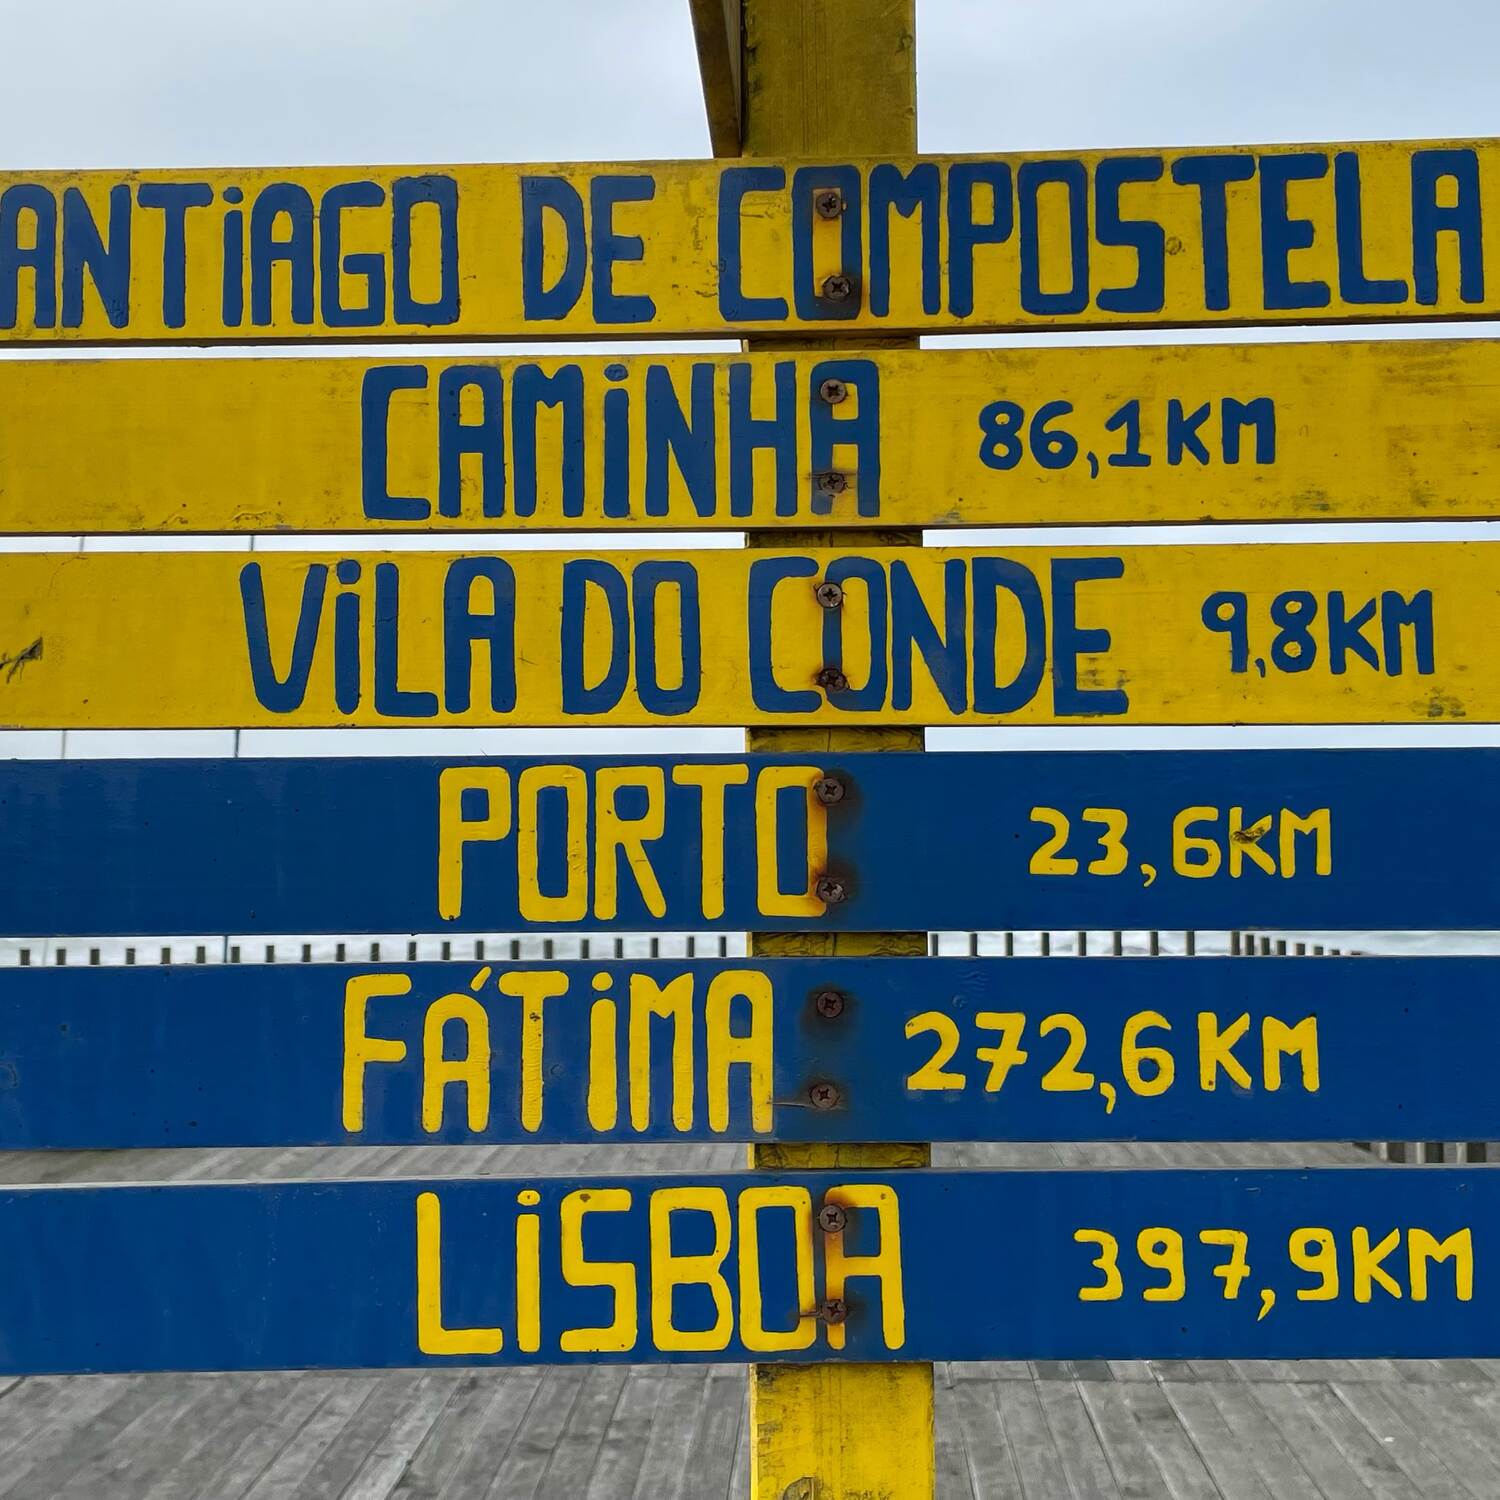 ANTiAGO DE COMPOSTELA
CAMiNHA 86,1KM
ViLA DO CONDE 9,8KM
PORTO 23,6KM
FÁTiMA 272,6KM
LiSBOA 397,9KM